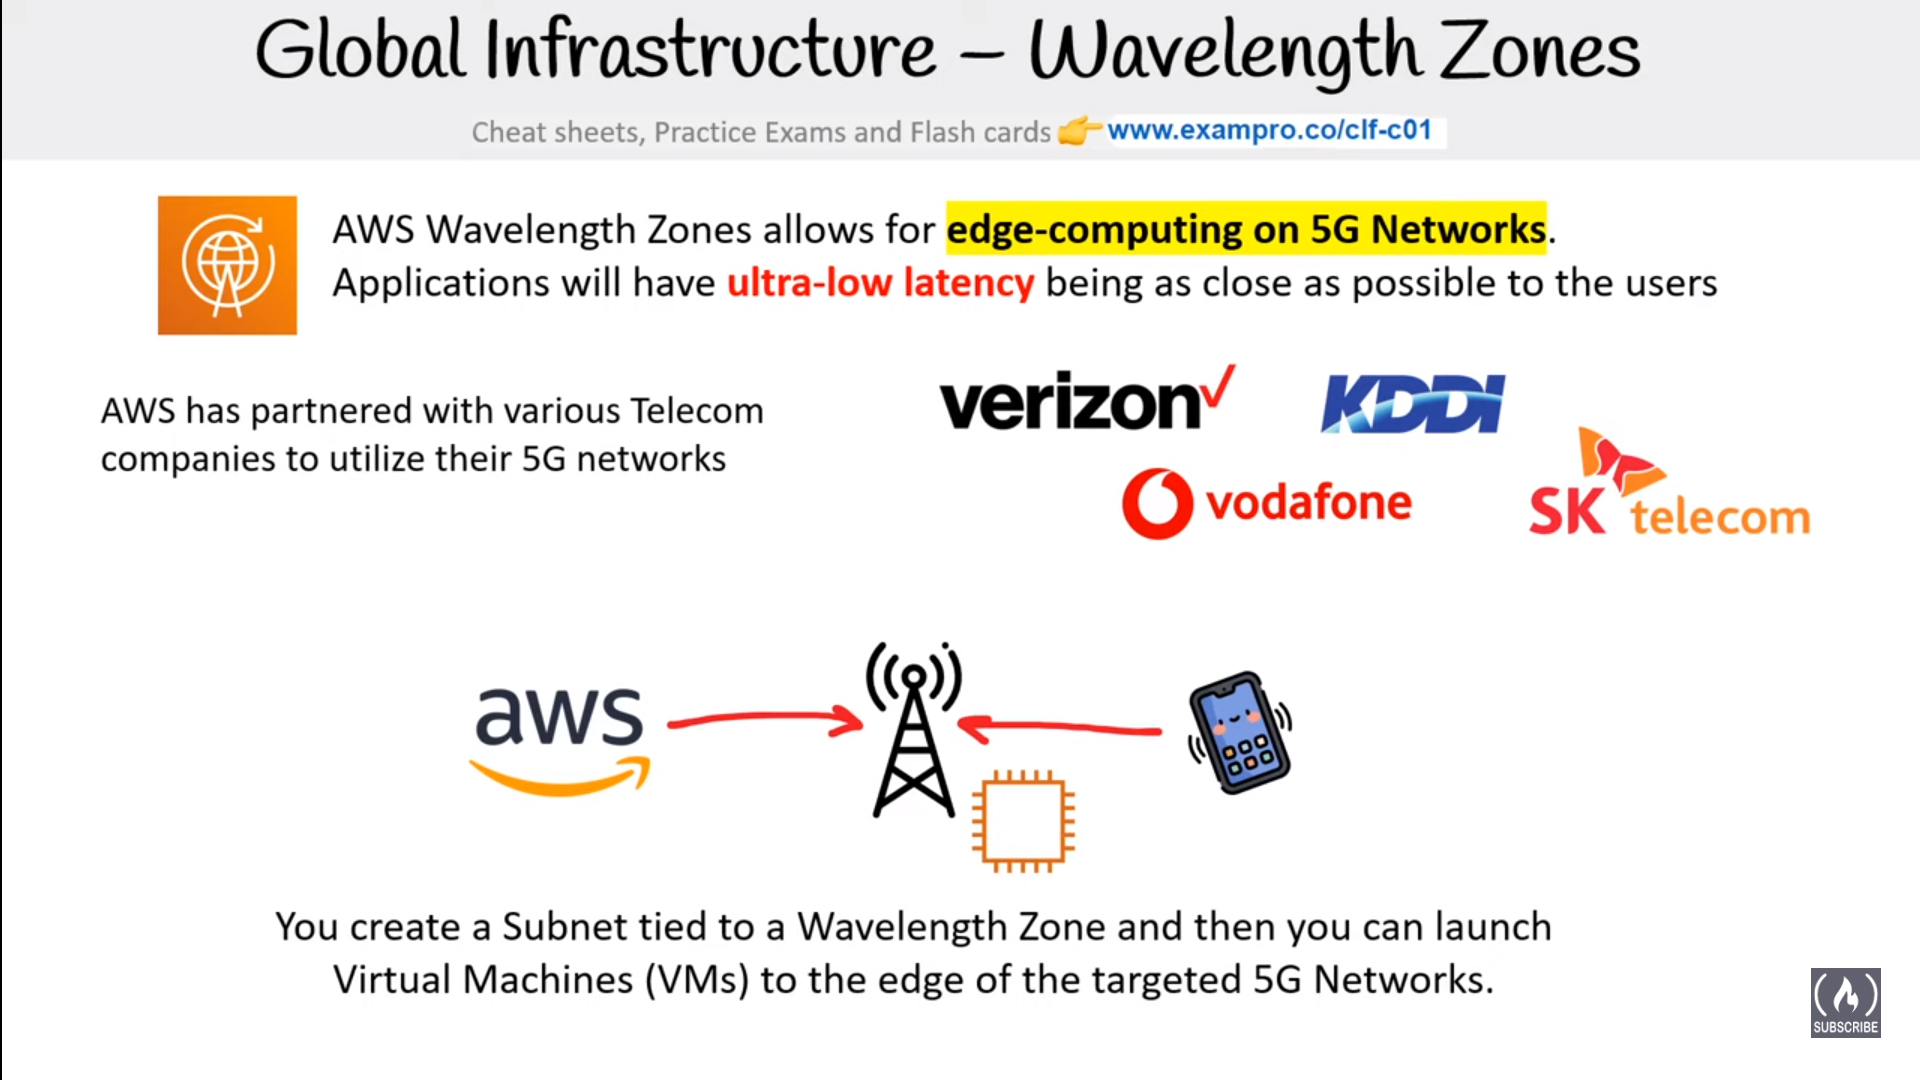 Global Infrastructure – Wavelength Zones
Cheat sheets, Practice Exams and Flash cards 👉 www.exampro.co/clf-c01
AWS Wavelength Zones allows for edge-computing on 5G Networks.
Applications will have ultra-low latency being as close as possible to the users
AWS has partnered with various Telecom
companies to utilize their 5G networks
verizon
KDDI
vodafone
SK telecom
aws
You create a Subnet tied to a Wavelength Zone and then you can launch
Virtual Machines (VMs) to the edge of the targeted 5G Networks.
SUBSCRIBE